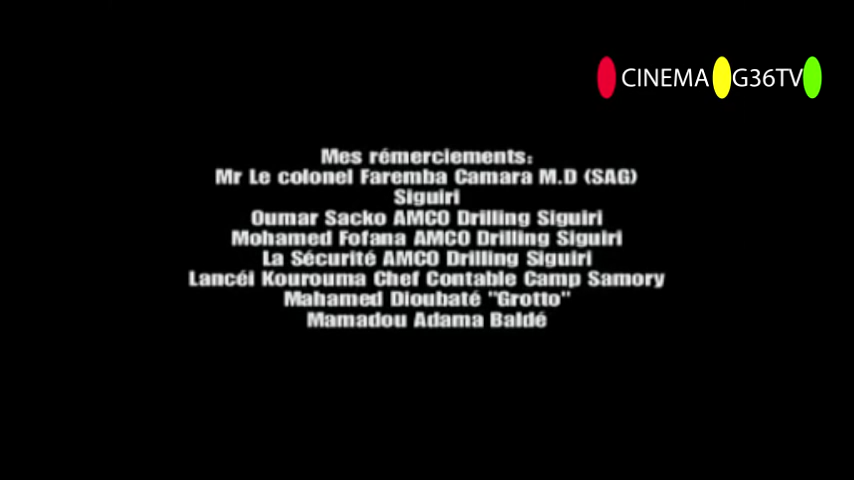 CINEMA G36TV
Mes rémerciements:
Mr Le colonel Faremba Camara M.D (SAG)
Siguiri
Oumar Sacko AMCO Drilling Siguiri
Mohamed Fofana AMCO Drilling Siguiri
La Sécurité AMCO Drilling Siguiri
Lancéi Kourouma Chef Contable Camp Samory
Mahamed Dioubaté "Grotto"
Mamadou Adama Baldé